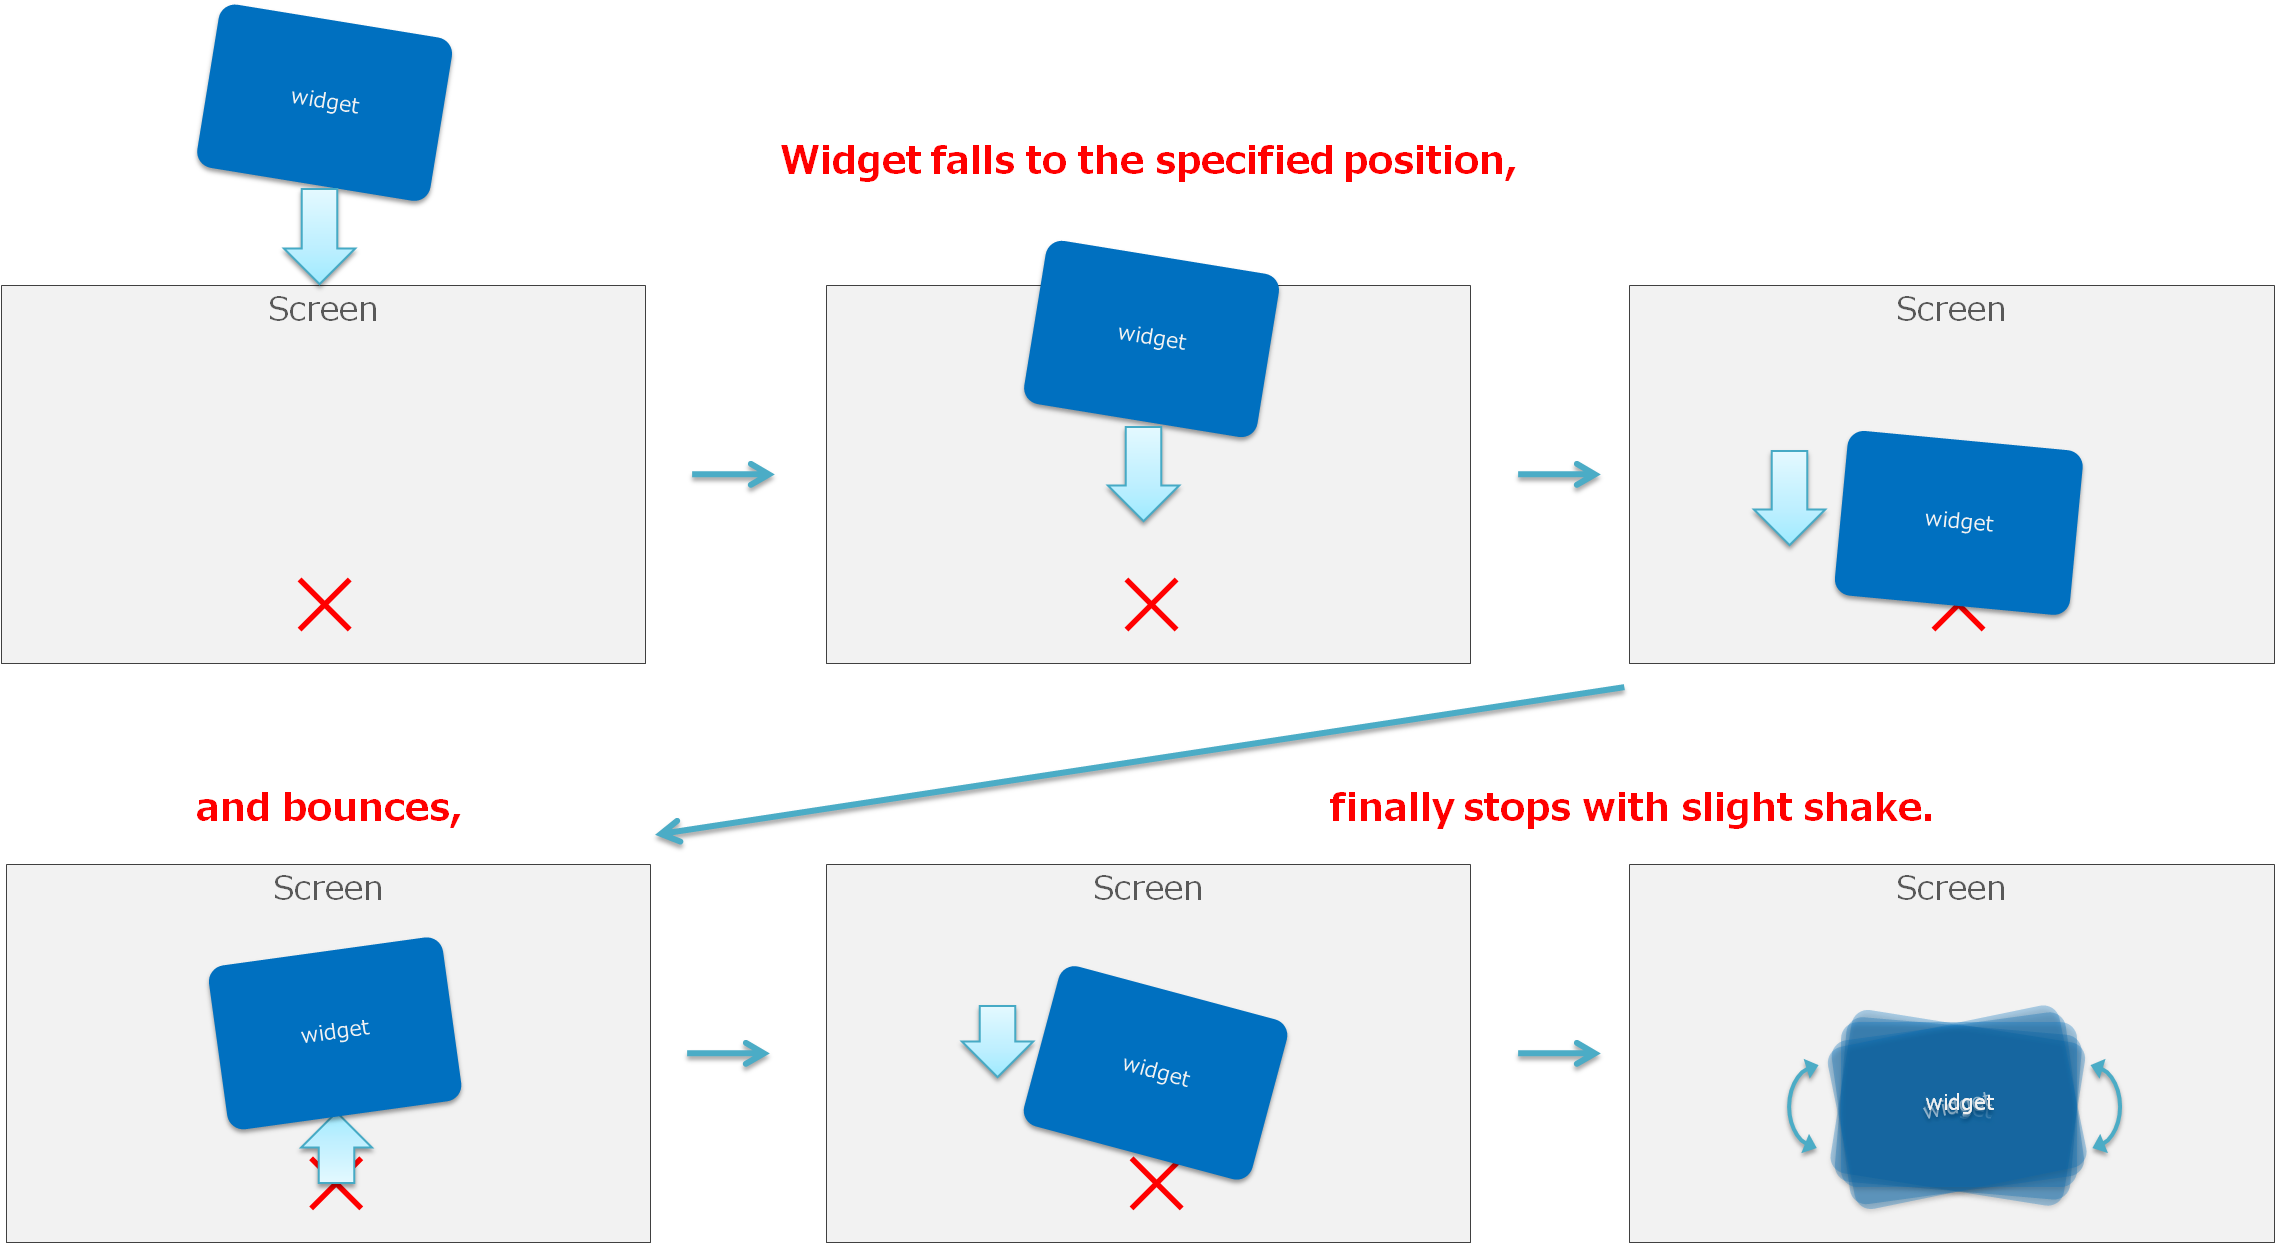 widget
Widget falls to the specified position,
Screen
widget
Screen
widget
and bounces,
finally stops with slight shake.
Screen
Screen
Screen
widget
widget
widget